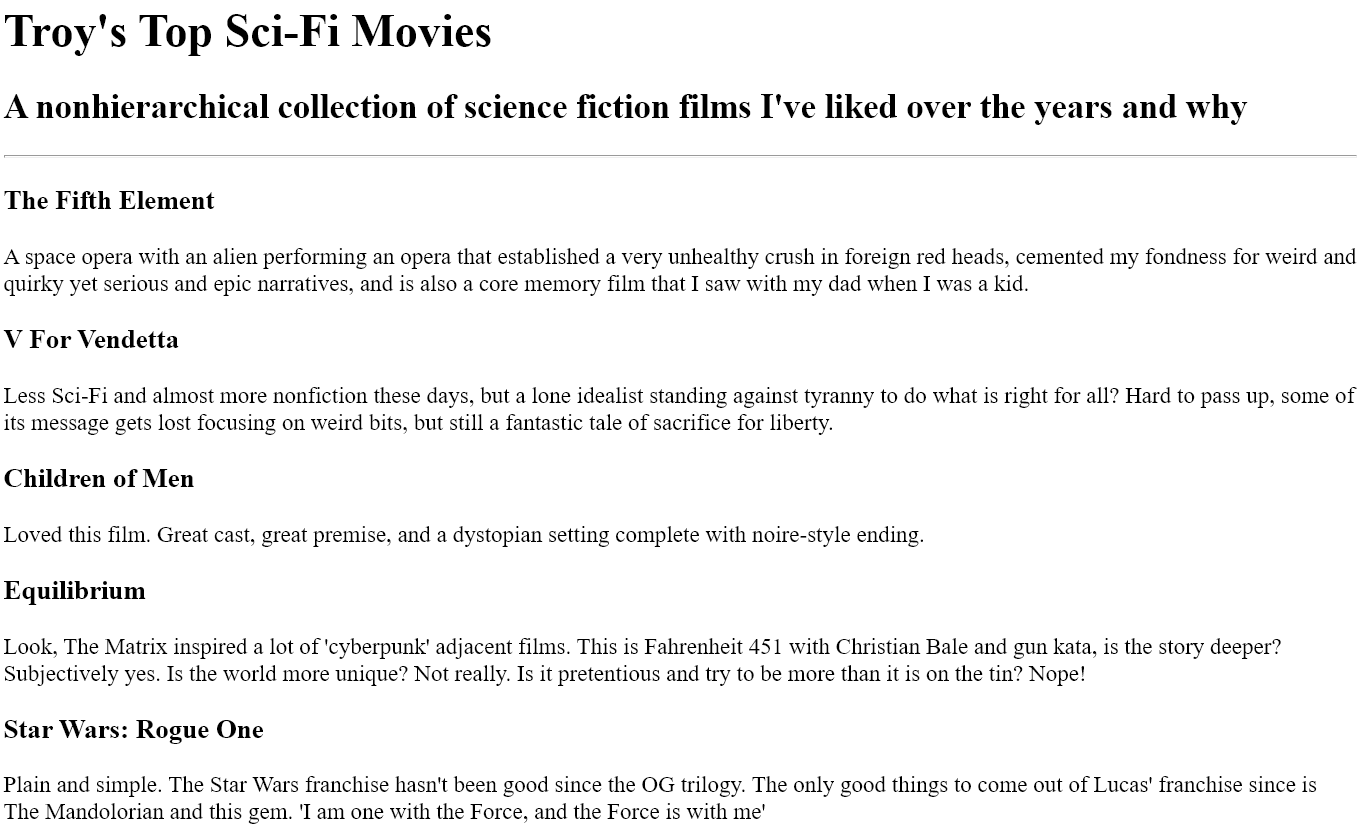 Troy's Top Sci-Fi Movies
A nonhierarchical collection of science fiction films I've liked over the years and why
The Fifth Element
A space opera with an alien performing an opera that established a very unhealthy crush in foreign red heads, cemented my fondness for weird and
quirky yet serious and epic narratives, and is also a core memory film that I saw with my dad when I was a kid.
V For Vendetta
Less Sci-Fi and almost more nonfiction these days, but a lone idealist standing against tyranny to do what is right for all? Hard to pass up, some of
its message gets lost focusing on weird bits, but still a fantastic tale of sacrifice for liberty.
Children of Men
Loved this film. Great cast, great premise, and a dystopian setting complete with noire-style ending.
Equilibrium
Look, The Matrix inspired a lot of 'cyberpunk' adjacent films. This is Fahrenheit 451 with Christian Bale and gun kata, is the story deeper?
Subjectively yes. Is the world more unique? Not really. Is it pretentious and try to be more than it is on the tin? Nope!
Star Wars: Rogue One
Plain and simple. The Star Wars franchise hasn't been good since the OG trilogy. The only good things to come out of Lucas' franchise since is
The Mandolorian and this gem. 'I am one with the Force, and the Force is with me'